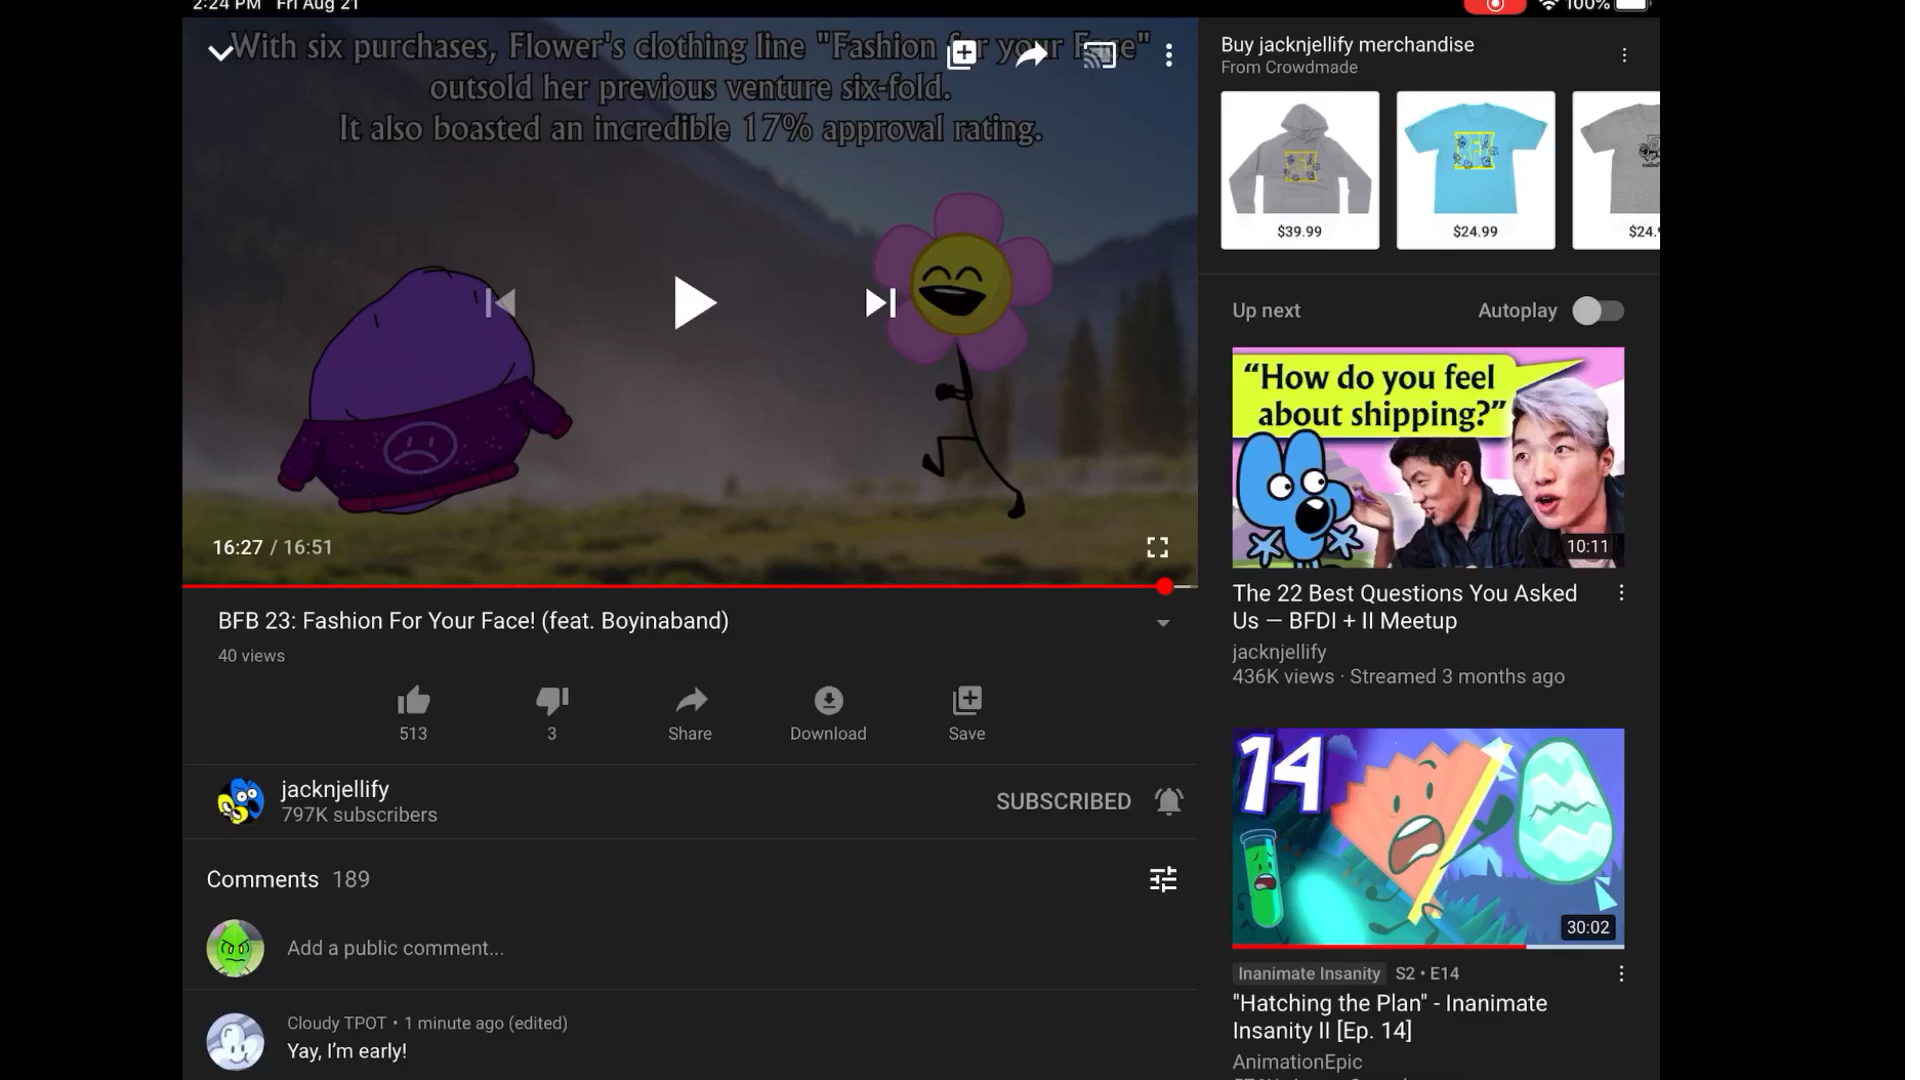 2:24 PM Fri Aug 21
100%
With six purchases, Flower's clothing line "Fashion for your Face"
outsold her previous venture six-fold.
It also boasted an incredible 17% approval rating.
16:27 / 16:51
BFB 23: Fashion For Your Face! (feat. Boyinaband)
40 views
513
3
Share
Download
Save
jacknjellify
797K subscribers
SUBSCRIBED
Comments 189
Add a public comment...
Cloudy TPOT • 1 minute ago (edited)
Yay, I'm early!
Buy jacknjellify merchandise
From Crowdmade
$39.99
$24.99
$24.
Up next
Autoplay
"How do you feel
about shipping?"
10:11
The 22 Best Questions You Asked
Us — BFDI + II Meetup
jacknjellify
436K views · Streamed 3 months ago
14
30:02
Inanimate Insanity S2 • E14
"Hatching the Plan" - Inanimate
Insanity II [Ep. 14]
AnimationEpic